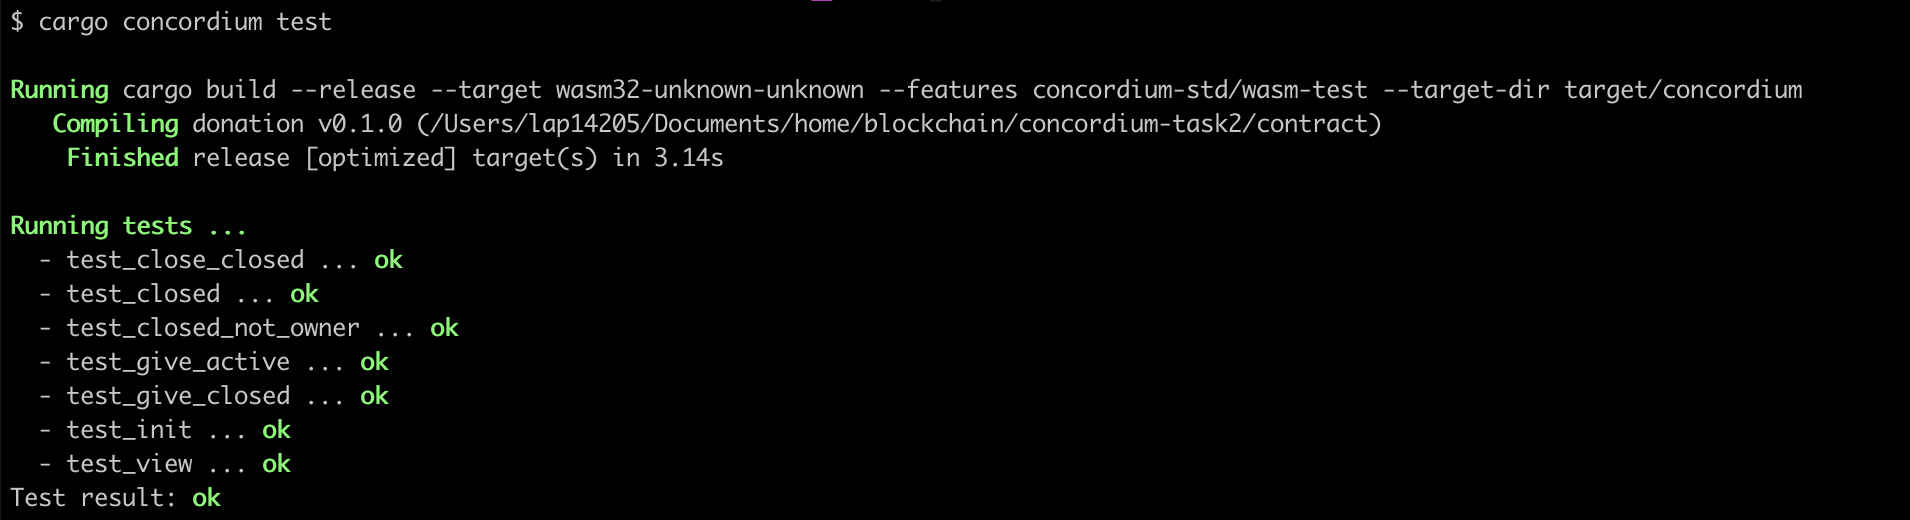 $ cargo concordium test
Running cargo build --release --target wasm32-unknown-unknown --features concordium-std/wasm-test --target-dir target/concordium
Compiling donation v0.1.0 (/Users/lap14205/Documents/home/blockchain/concordium-task2/contract)
Finished release [optimized] target(s) in 3.14s
Running tests ...
- test_close_closed ... ok
- test_closed ... ok
- test_closed_not_owner ... ok
- test_give_active ... ok
- test_give_closed ... ok
- test_init ... ok
- test_view ... ok
Test result: ok